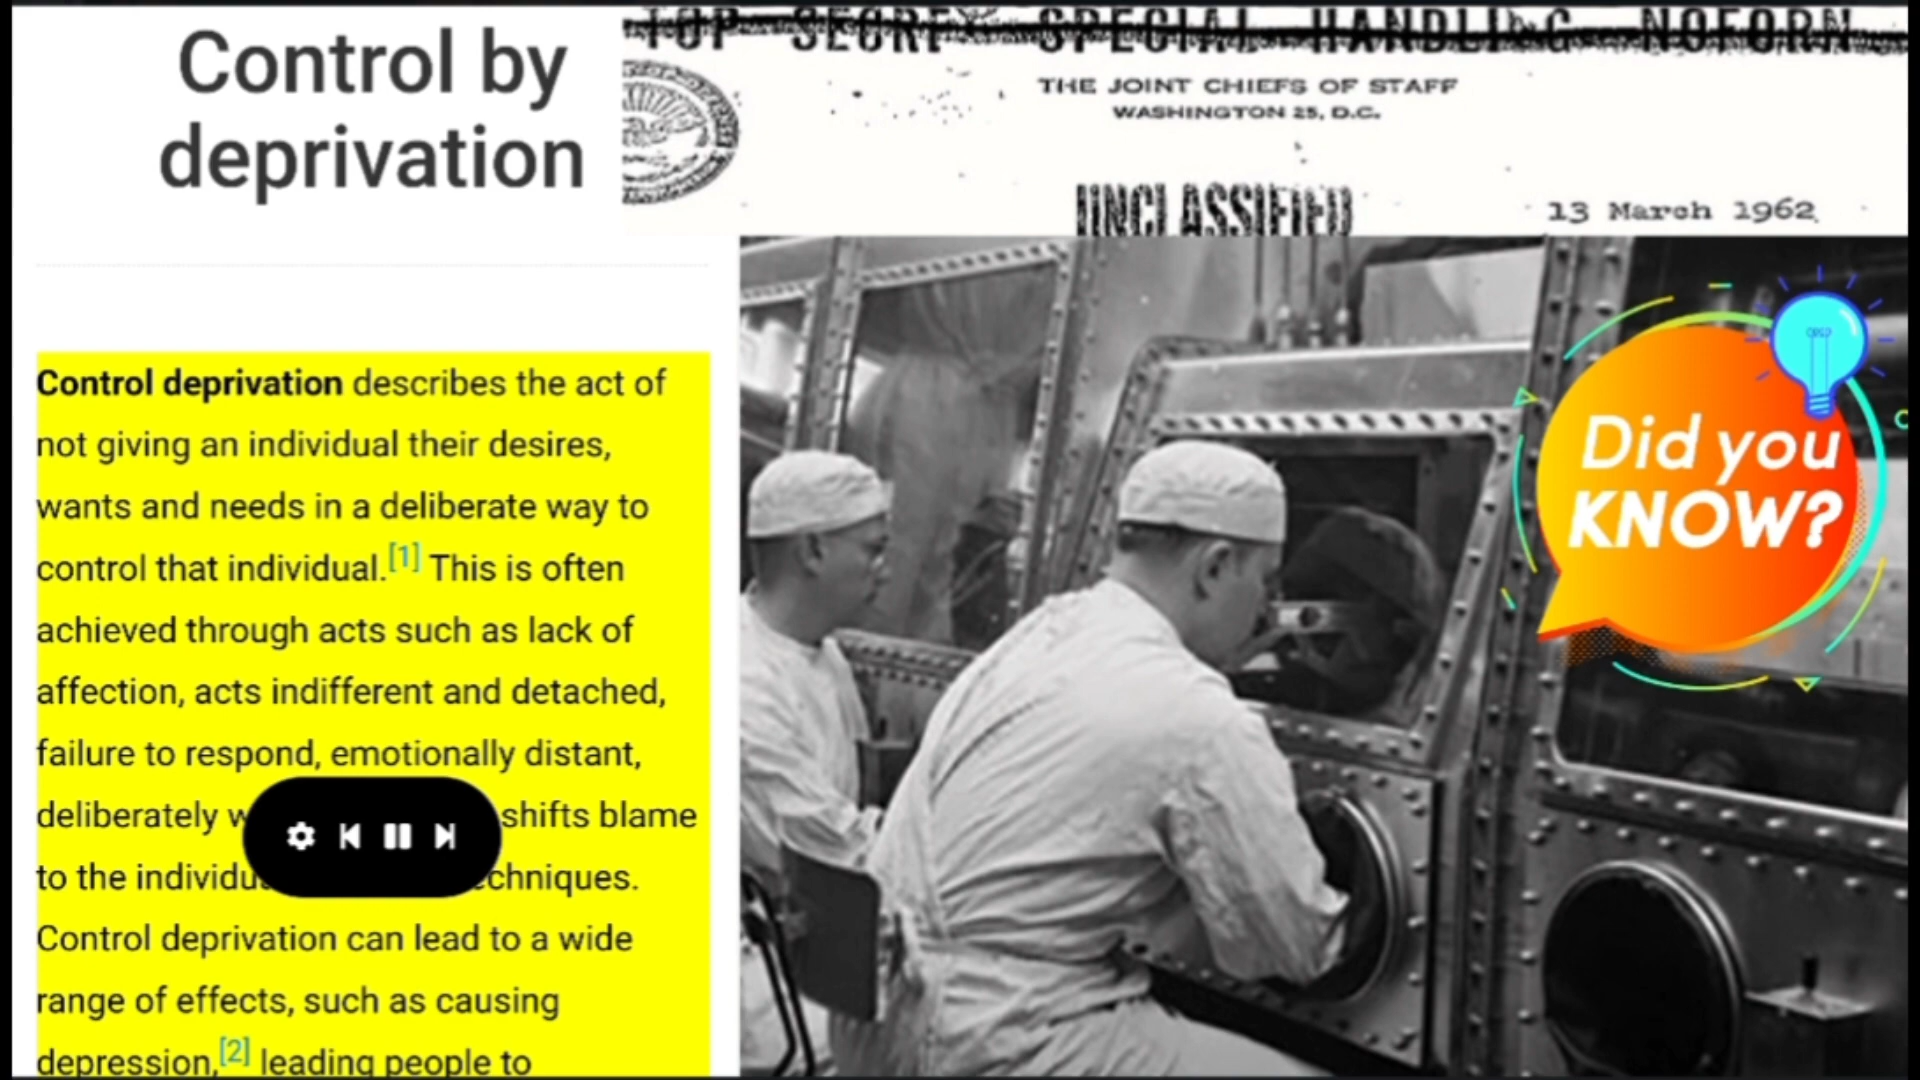 Control by
deprivation
Control deprivation describes the act of
not giving an individual their desires,
wants and needs in a deliberate way to
control that individual.[1] This is often
achieved through acts such as lack of
affection, acts indifferent and detached,
failure to respond, emotionally distant,
deliberately shifts blame
to the
Control deprivation can lead to a wide
range of effects, such as causing
depression,[2] leading people to
TOP SECRET SPECIAL HANDLING NOFORN
THE JOINT CHIEFS OF STAFF
WASHINGTON 25, D.C.
UNCLASSIFIED
13 March 1962
Did you
KNOW?